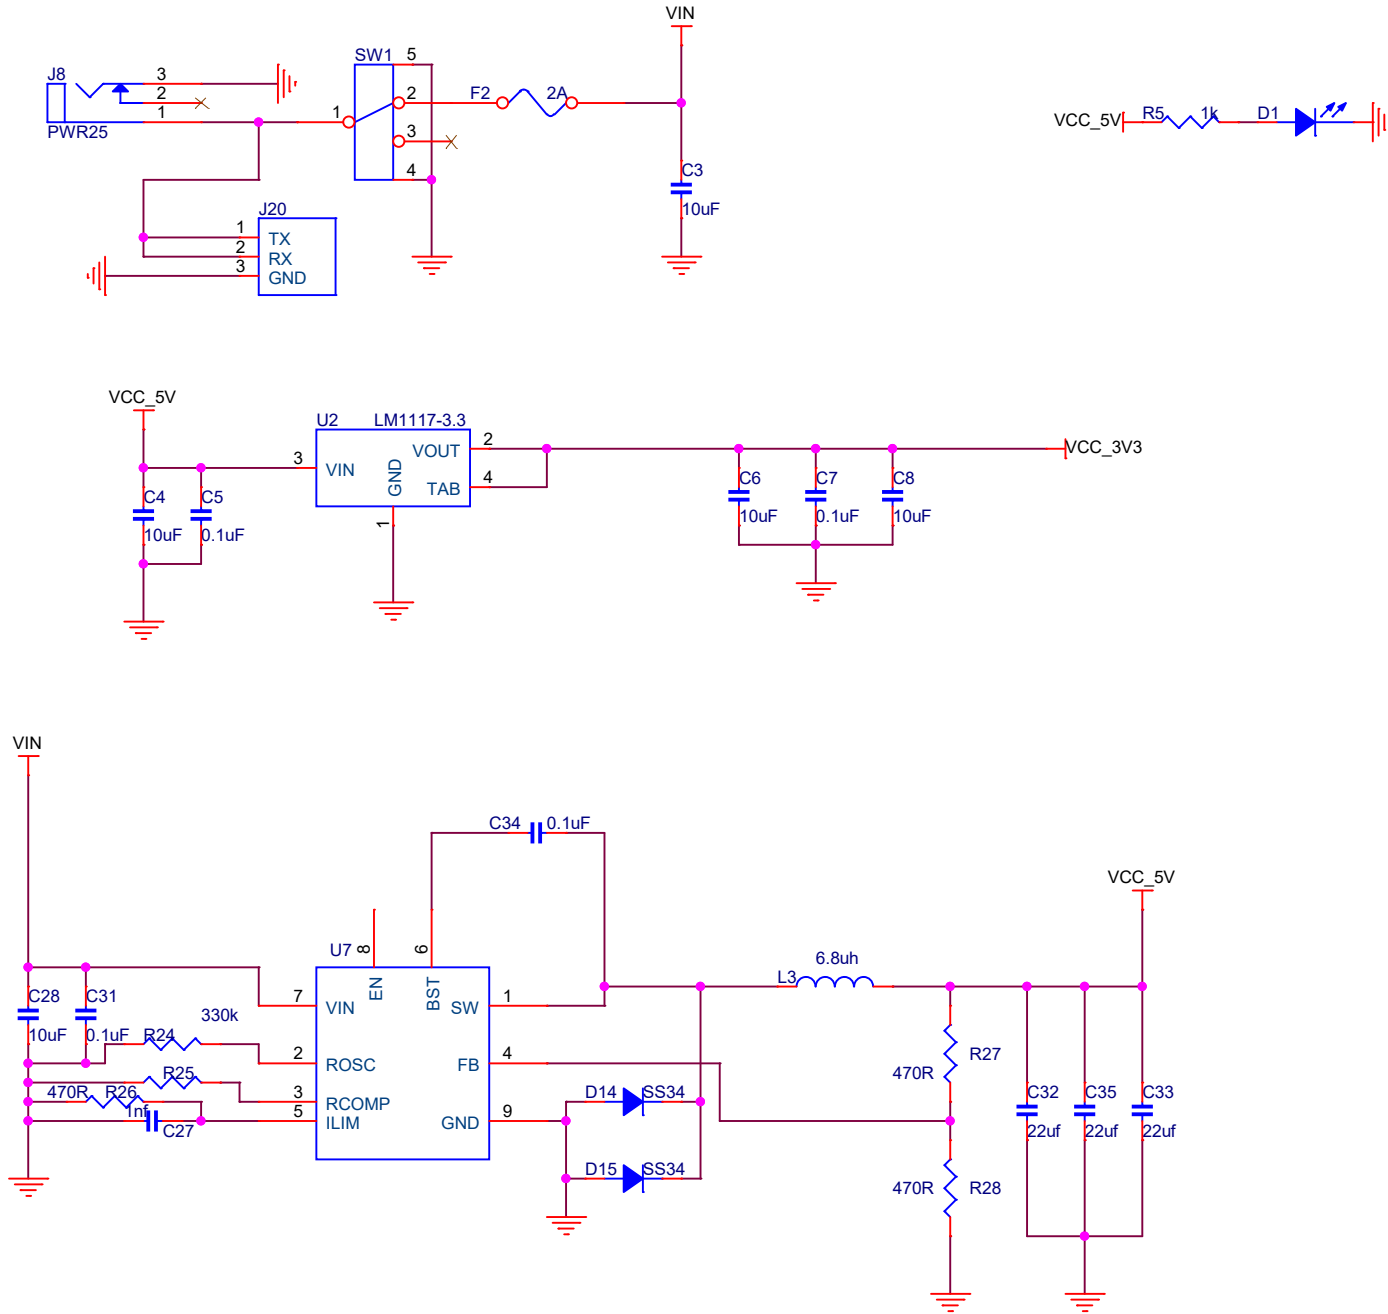 VIN
J8
3
2
1
PWR25
SW1
5
1
2
3
4
F2
2A
C3
10uF
VCC_5V
R5
1k
D1
J20
1
TX
2
RX
3
GND
VCC_5V
C4
10uF
C5
0.1uF
U2
LM1117-3.3
3
VIN
GND
1
VOUT
2
TAB
4
C6
10uF
C7
0.1uF
C8
10uF
VCC_3V3
VIN
C34
0.1uF
VCC_5V
U7
8
EN
6
BST
7
VIN
2
ROSC
3
RCOMP
5
ILIM
SW
1
FB
4
GND
9
C28
10uF
C31
0.1uF
R24
330k
R25
470R
R26
1nf
C27
D14
SS34
D15
SS34
L3
6.8uh
R27
470R
470R
R28
C32
22uf
C35
22uf
C33
22uf